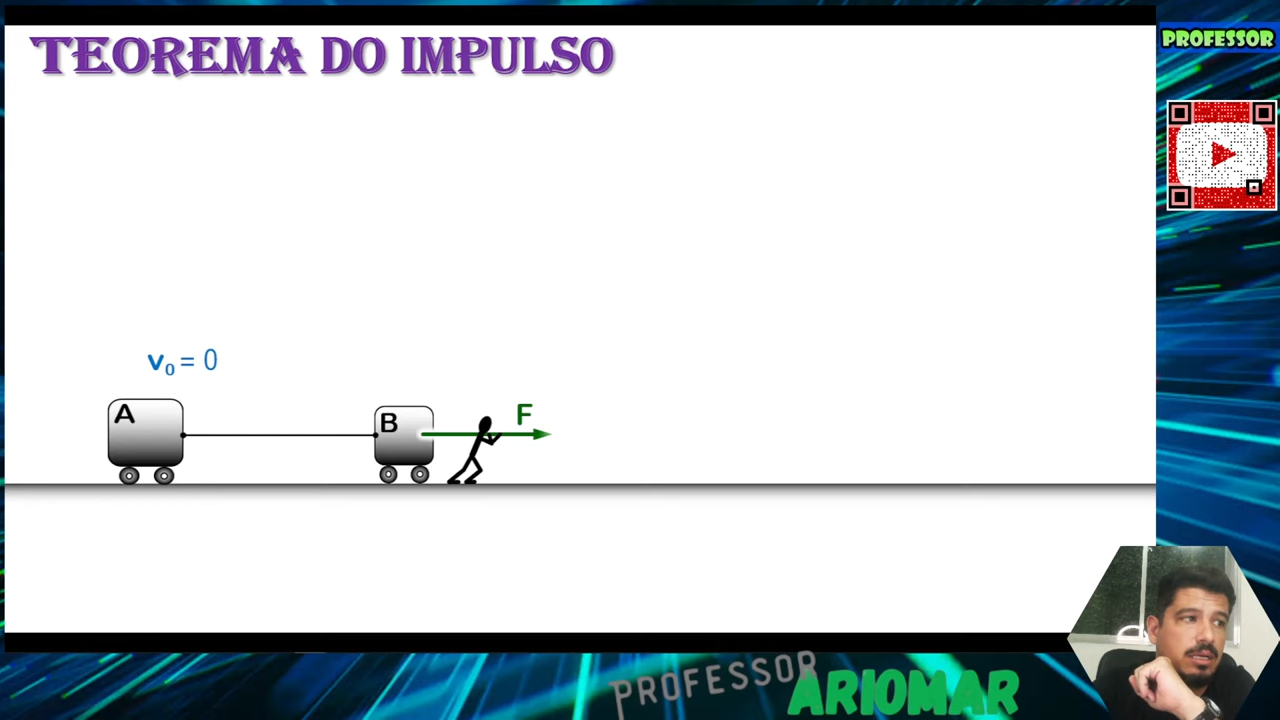 TEOREMA DO IMPULSO
PROFESSOR
v₀ = 0
A
B
F
PROFESSOR
ARIOMAR